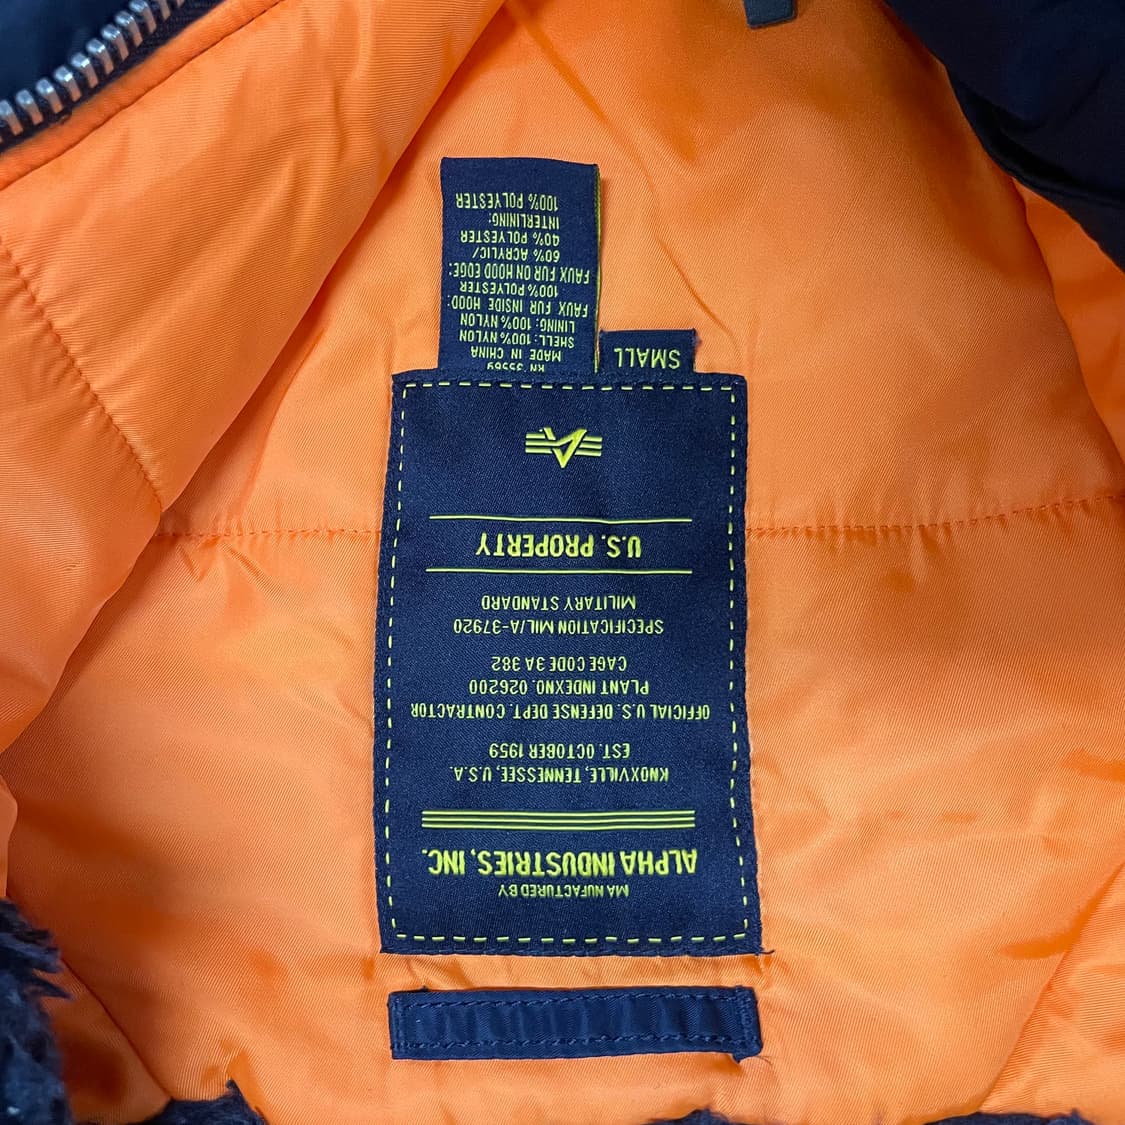 MANUFACTURED BY
ALPHA INDUSTRIES, INC.
KNOXVILLE, TENNESSEE, U.S.A.
EST. OCTOBER 1959
OFFICIAL U.S. DEFENSE DEPT. CONTRACTOR
PLANT INDEXNO. 026200
CAGE CODE 3A 382
SPECIFICATION MIL/A-37920
MILITARY STANDARD
U.S. PROPERTY
SMALL
RN 35569
MADE IN CHINA
SHELL: 100% NYLON
LINING: 100% NYLON
FAUX FUR INSIDE HOOD:
100% POLYESTER
FAUX FUR ON HOOD EDGE:
60% ACRYLIC/
40% POLYESTER
INTERLINING:
100% POLYESTER